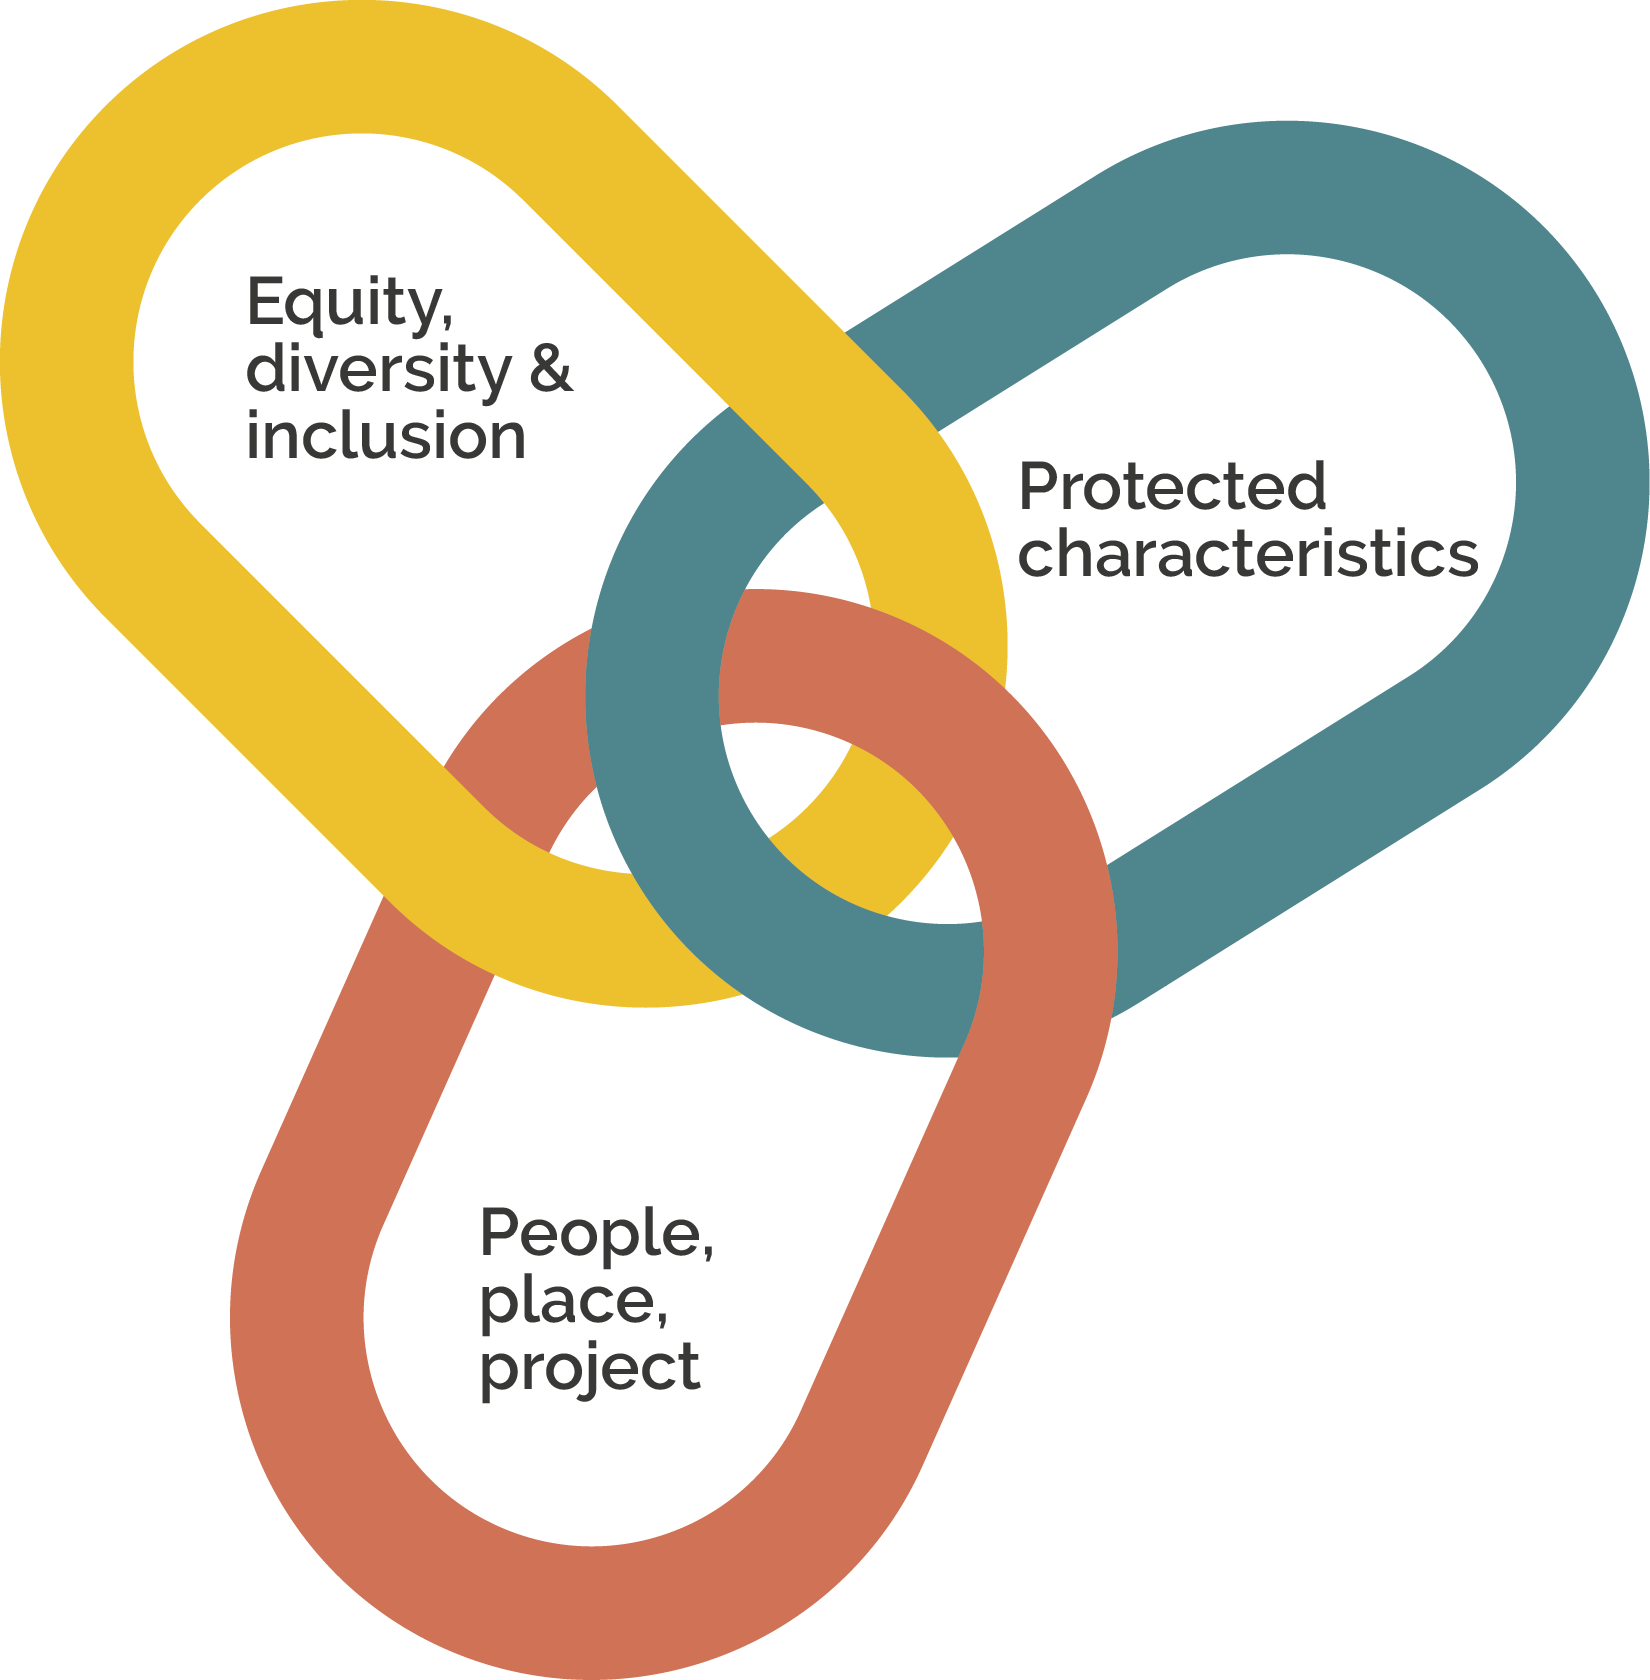 Equity,
diversity &
inclusion
Protected
characteristics
People,
place,
project